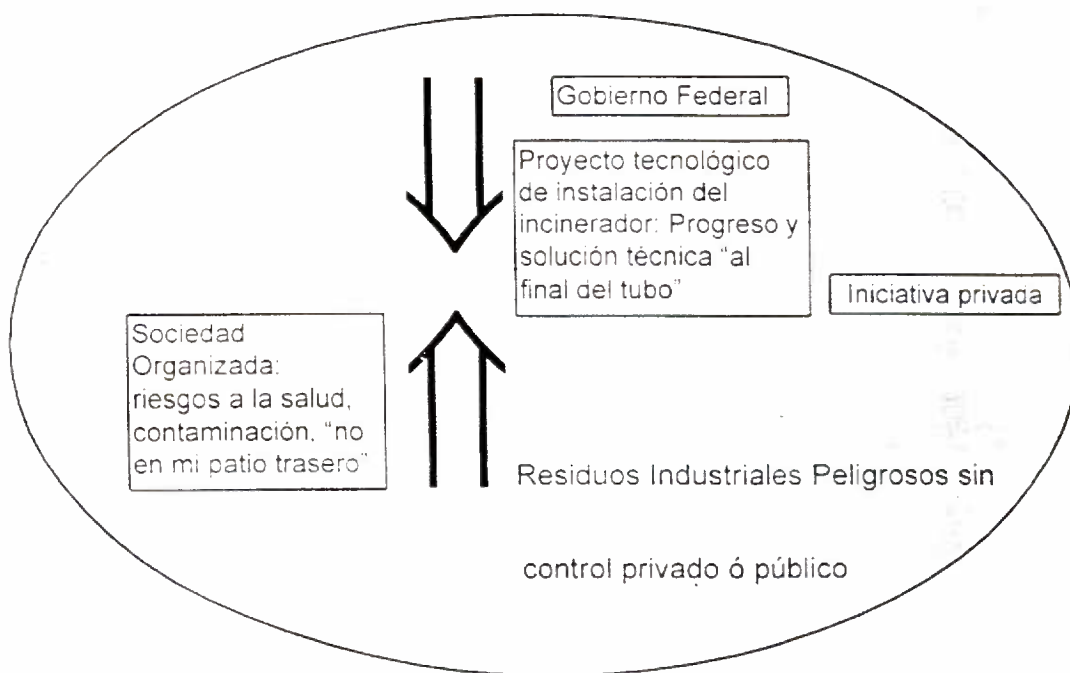 Gobierno Federal
Proyecto tecnológico
de instalación del
incinerador: Progreso y
solución técnica "al
final del tubo"
Iniciativa privada
Sociedad
Organizada:
riesgos a la salud,
contaminación, "no
en mi patio trasero"
Residuos Industriales Peligrosos sin
control privado ó público